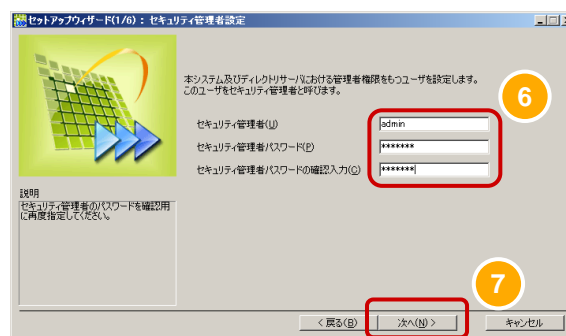 セットアップウィザード(1/6) : セキュリティ管理者設定
本システム及びディレクトリサーバにおける管理者権限をもつユーザを設定します。
このユーザをセキュリティ管理者と呼びます。
6
セキュリティ管理者(U)
admin
セキュリティ管理者パスワード(P)
*******
セキュリティ管理者パスワードの確認入力(C)
*******
説明
セキュリティ管理者のパスワードを確認用
に再度指定してください。
7
< 戻る(B)
次へ(N) >
キャンセル